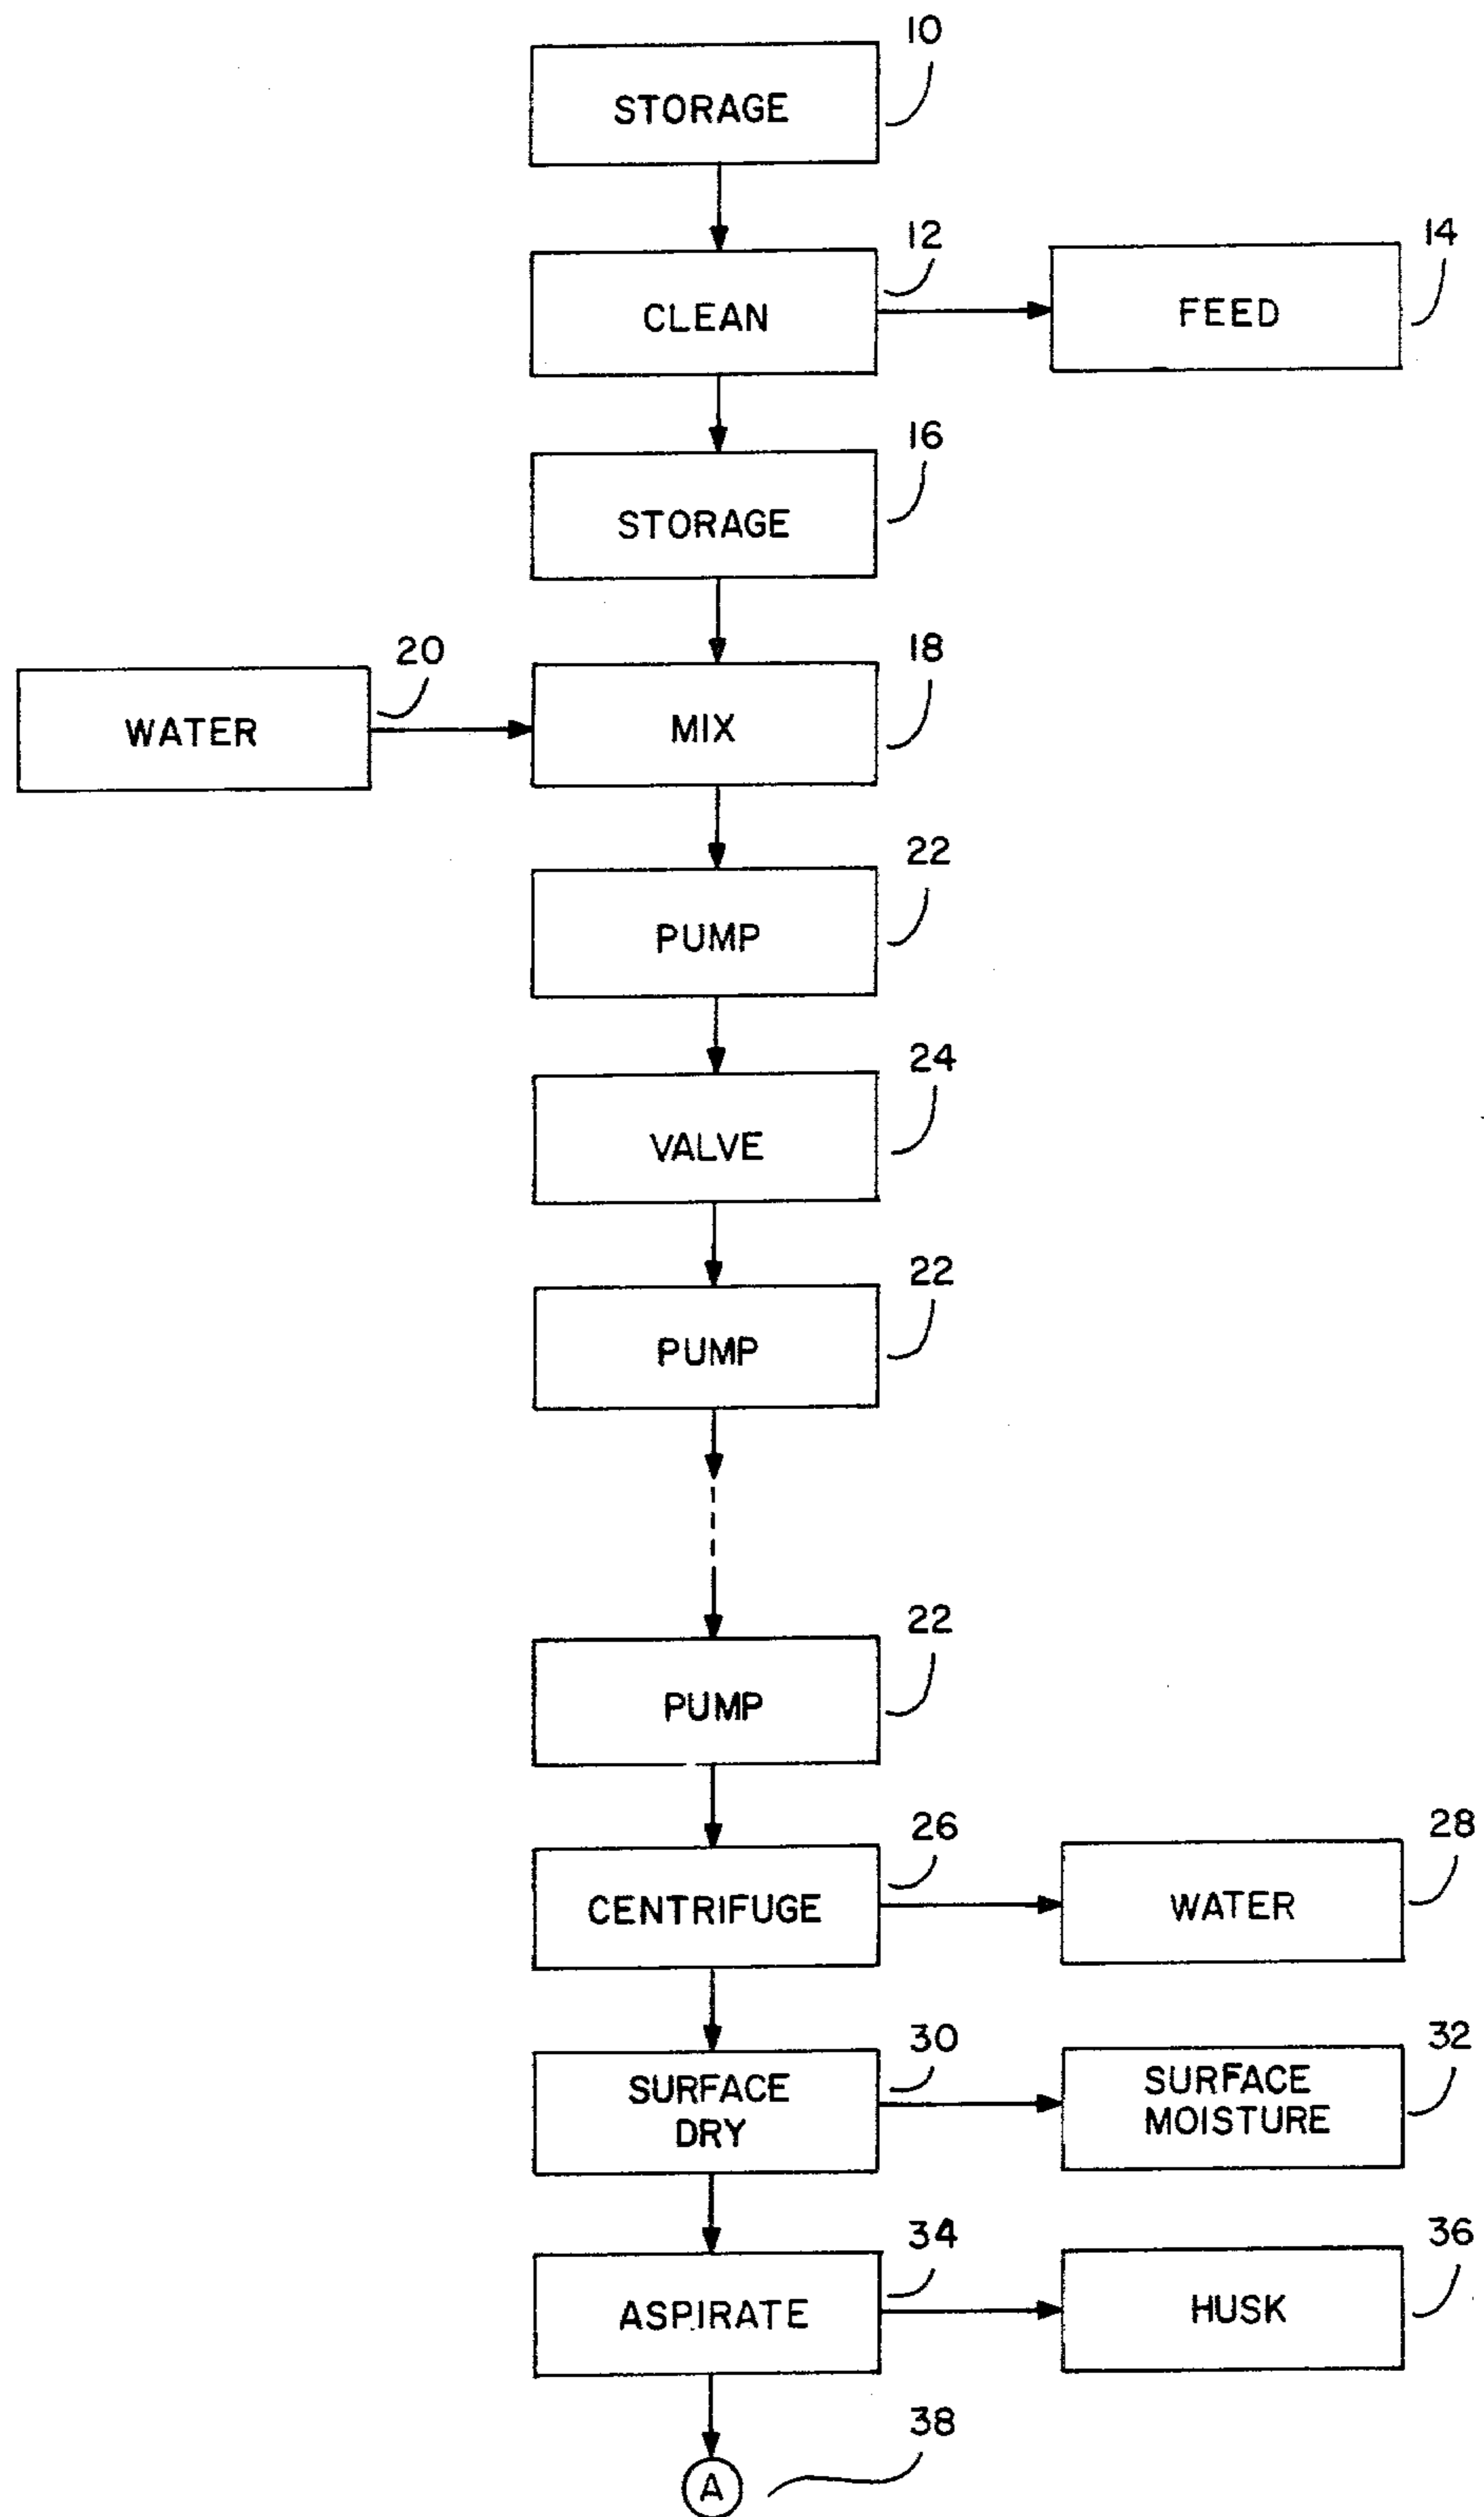 10
STORAGE
12
14
CLEAN
FEED
16
STORAGE
20
18
WATER
MIX
22
PUMP
24
VALVE
22
PUMP
22
PUMP
26
28
CENTRIFUGE
WATER
30
32
SURFACE
DRY
SURFACE
MOISTURE
34
36
ASPIRATE
HUSK
38
A